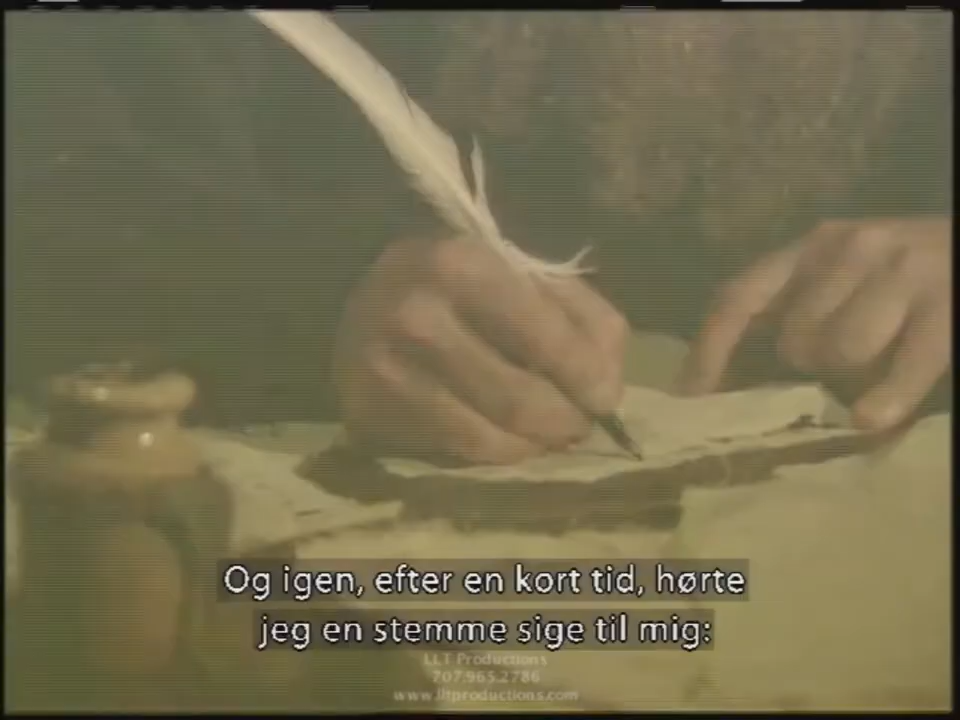 Og igen, efter en kort tid, hørte
jeg en stemme sige til mig:
LLT Productions
707.965.2786
www.lltproductions.com